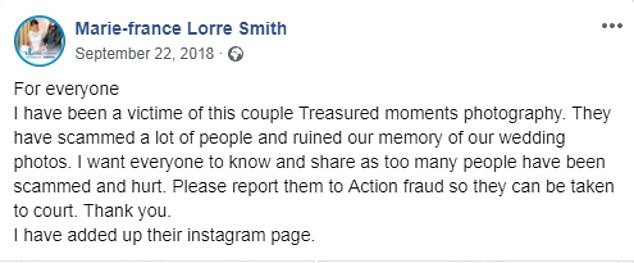 Marie-france Lorre Smith
September 22, 2018 ·
For everyone
I have been a victime of this couple Treasured moments photography. They
have scammed a lot of people and ruined our memory of our wedding
photos. I want everyone to know and share as too many people have been
scammed and hurt. Please report them to Action fraud so they can be taken
to court. Thank you.
I have added up their instagram page.